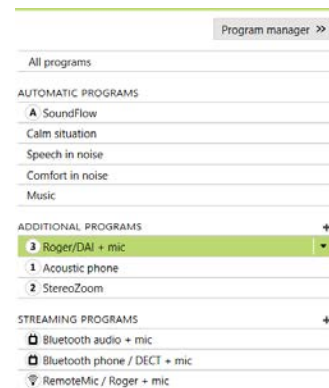 Program manager »
All programs
AUTOMATIC PROGRAMS
A SoundFlow
Calm situation
Speech in noise
Comfort in noise
Music
ADDITIONAL PROGRAMS +
3 Roger/DAI + mic
1 Acoustic phone
2 StereoZoom
STREAMING PROGRAMS +
Bluetooth audio + mic
Bluetooth phone / DECT + mic
RemoteMic / Roger + mic